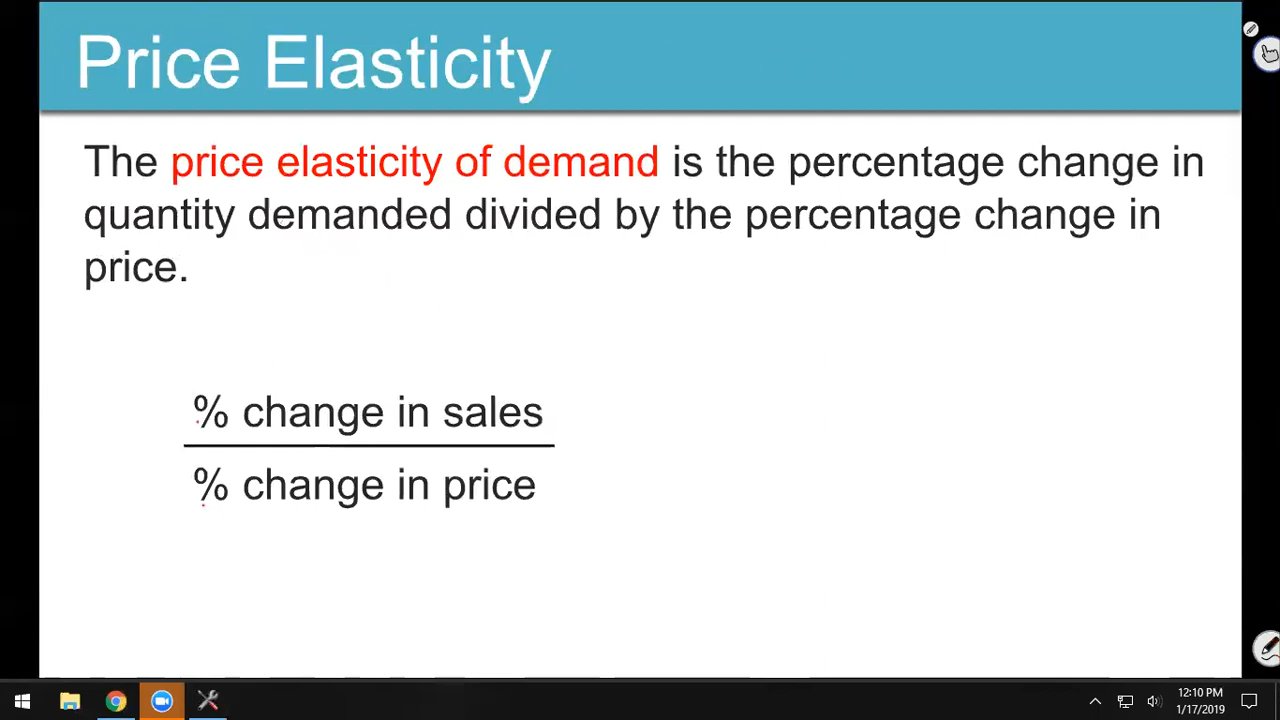 Price Elasticity
The price elasticity of demand is the percentage change in
quantity demanded divided by the percentage change in
price.
% change in sales
% change in price
12:10 PM
1/17/2019